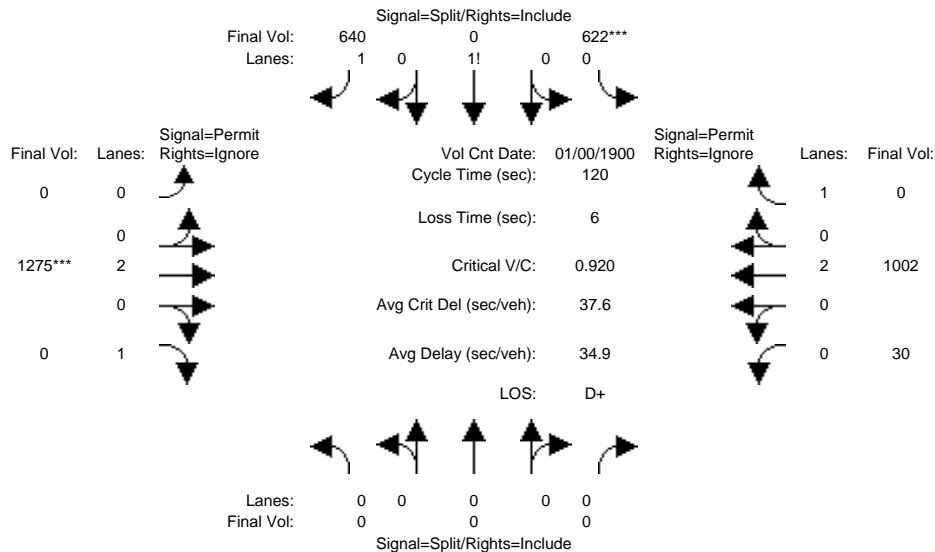 Signal=Split/Rights=Include
Final Vol: 640 0 622***
Lanes: 1 0 1! 0 0
Signal=Permit Signal=Permit
Final Vol: Lanes: Rights=Ignore Vol Cnt Date: 01/00/1900 Rights=Ignore Lanes: Final Vol:
Cycle Time (sec): 120
0 0 1 0
Loss Time (sec): 6
0 0
1275*** 2 Critical V/C: 0.920 2 1002
0 Avg Crit Del (sec/veh): 37.6 0
0 1 Avg Delay (sec/veh): 34.9 0 30
LOS: D+
Lanes: 0 0 0 0 0
Final Vol: 0 0 0
Signal=Split/Rights=Include